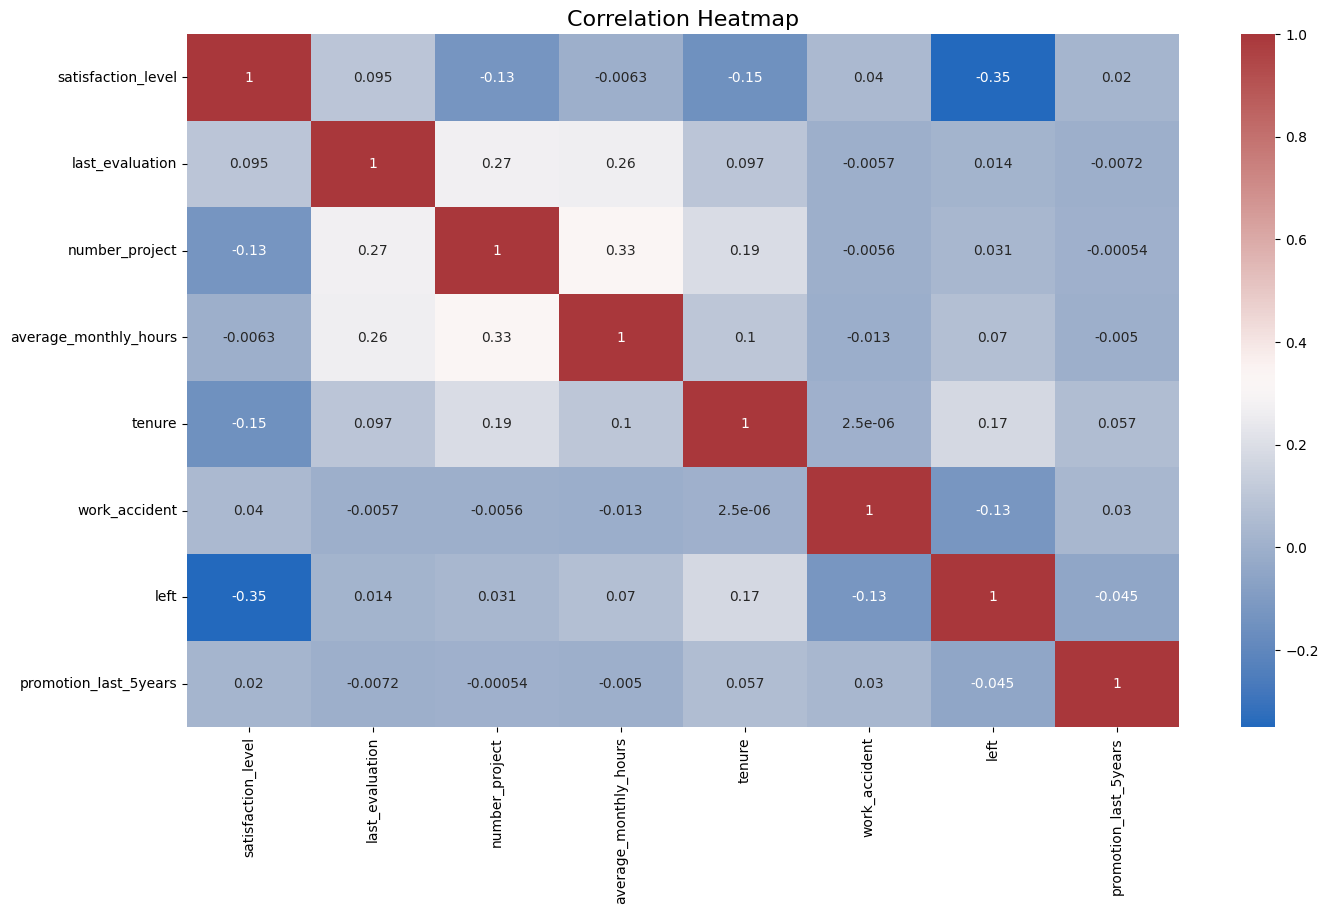 Correlation Heatmap
satisfaction_level 1 0.095 -0.13 -0.0063 -0.15 0.04 -0.35 0.02
last_evaluation 0.095 1 0.27 0.26 0.097 -0.0057 0.014 -0.0072
number_project -0.13 0.27 1 0.33 0.19 -0.0056 0.031 -0.00054
average_monthly_hours -0.0063 0.26 0.33 1 0.1 -0.013 0.07 -0.005
tenure -0.15 0.097 0.19 0.1 1 2.5e-06 0.17 0.057
work_accident 0.04 -0.0057 -0.0056 -0.013 2.5e-06 1 -0.13 0.03
left -0.35 0.014 0.031 0.07 0.17 -0.13 1 -0.045
promotion_last_5years 0.02 -0.0072 -0.00054 -0.005 0.057 0.03 -0.045 1
satisfaction_level
last_evaluation
number_project
average_monthly_hours
tenure
work_accident
left
promotion_last_5years
1.0
0.8
0.6
0.4
0.2
0.0
−0.2